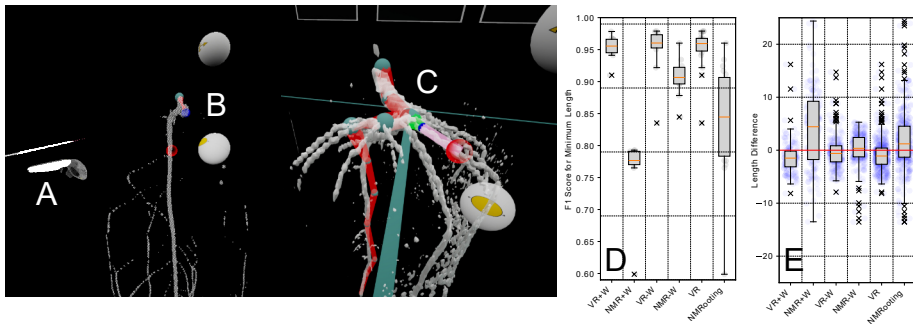 A
B
C
F1 Score for Minimum Length
1.00
0.95
0.90
0.85
0.80
0.75
0.70
0.65
0.60
D
VR+W
NMR+W
VR-W
NMR-W
VR
NMRooting
Length Difference
20
10
0
−10
−20
E
VR+W
NMR+W
VR-W
NMR-W
VR
NMRooting